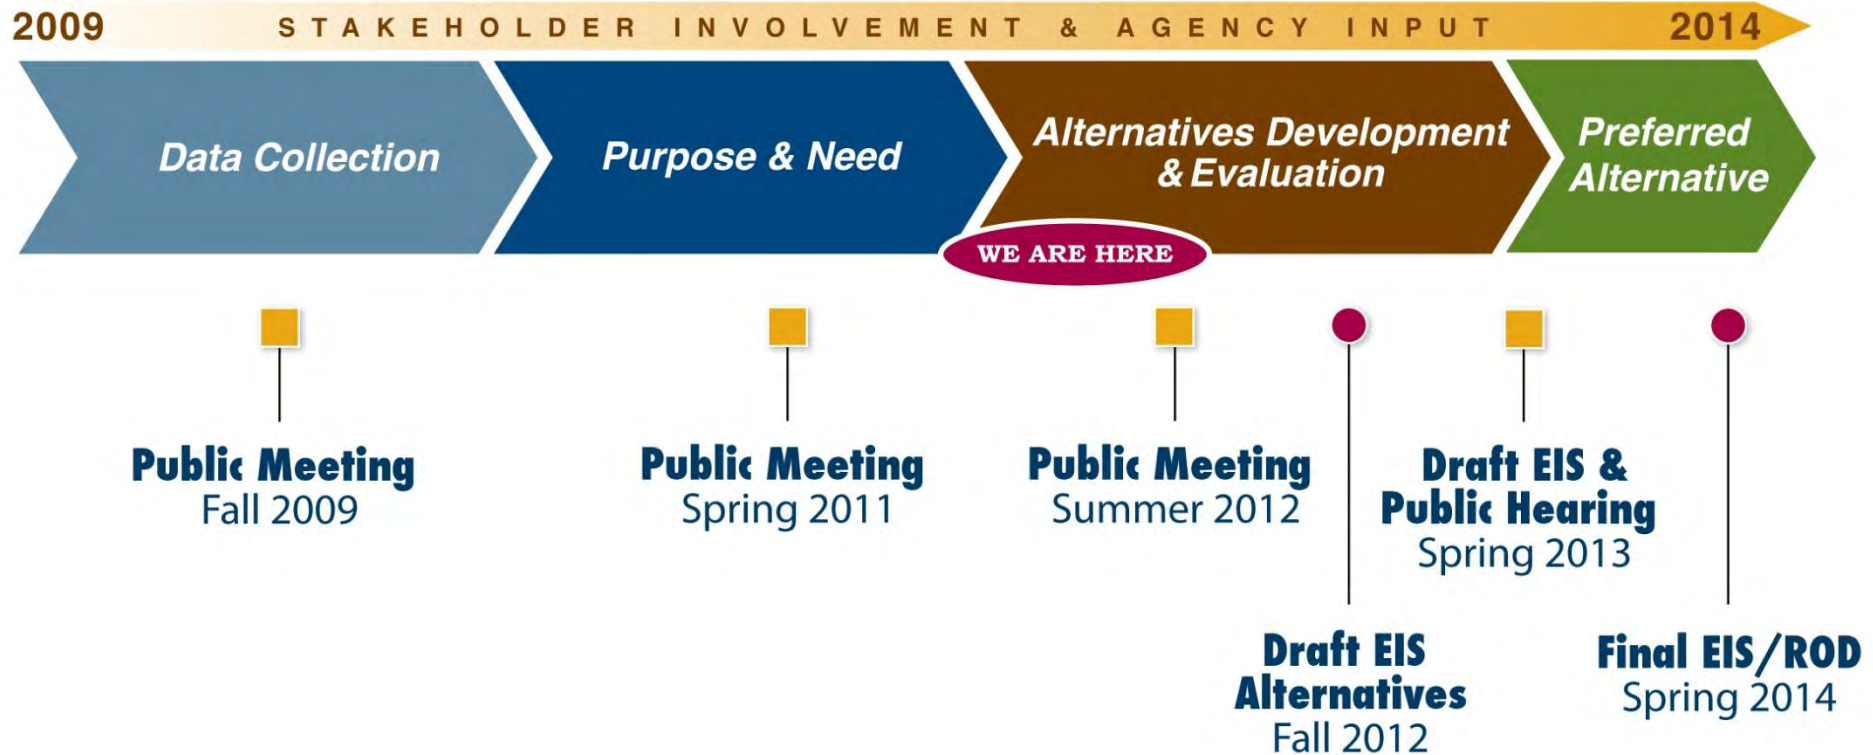 2009 STAKEHOLDER INVOLVEMENT & AGENCY INPUT 2014
Data Collection
Purpose & Need
Alternatives Development
& Evaluation
Preferred
Alternative
WE ARE HERE
Public Meeting
Fall 2009
Public Meeting
Spring 2011
Public Meeting
Summer 2012
Draft EIS
Alternatives
Fall 2012
Draft EIS &
Public Hearing
Spring 2013
Final EIS/ROD
Spring 2014